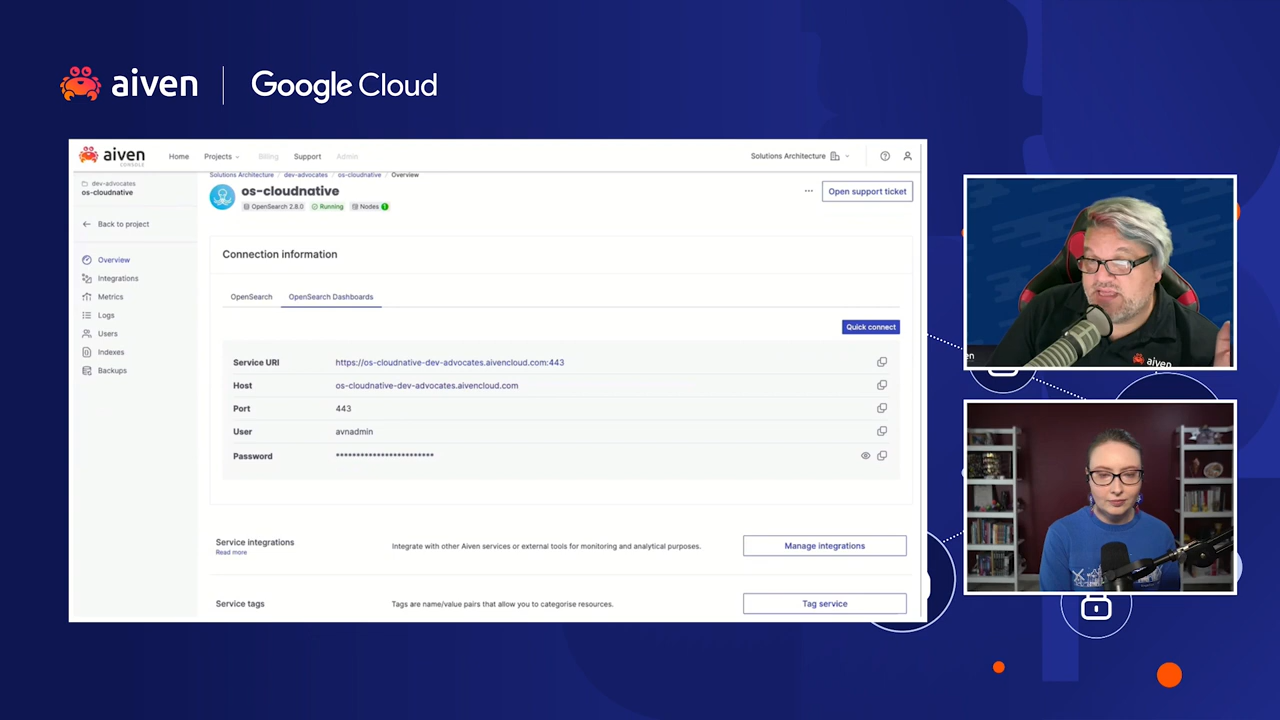 aiven | Google Cloud
aiven
CONSOLE
Home Projects Billing Support Admin
Solutions Architecture
dev-advocates
os-cloudnative
Solutions Architecture / dev-advocates / os-cloudnative / Overview
os-cloudnative
OpenSearch 2.8.0 Running Nodes 1
... Open support ticket
Back to project
Overview
Integrations
Metrics
Logs
Users
Indexes
Backups
Connection information
OpenSearch OpenSearch Dashboards
Quick connect
Service URI https://os-cloudnative-dev-advocates.aivencloud.com:443
Host os-cloudnative-dev-advocates.aivencloud.com
Port 443
User avnadmin
Password ************************
Service integrations
Read more
Integrate with other Aiven services or external tools for monitoring and analytical purposes.
Manage integrations
Service tags
Tags are name/value pairs that allow you to categorise resources.
Tag service
en
aiven